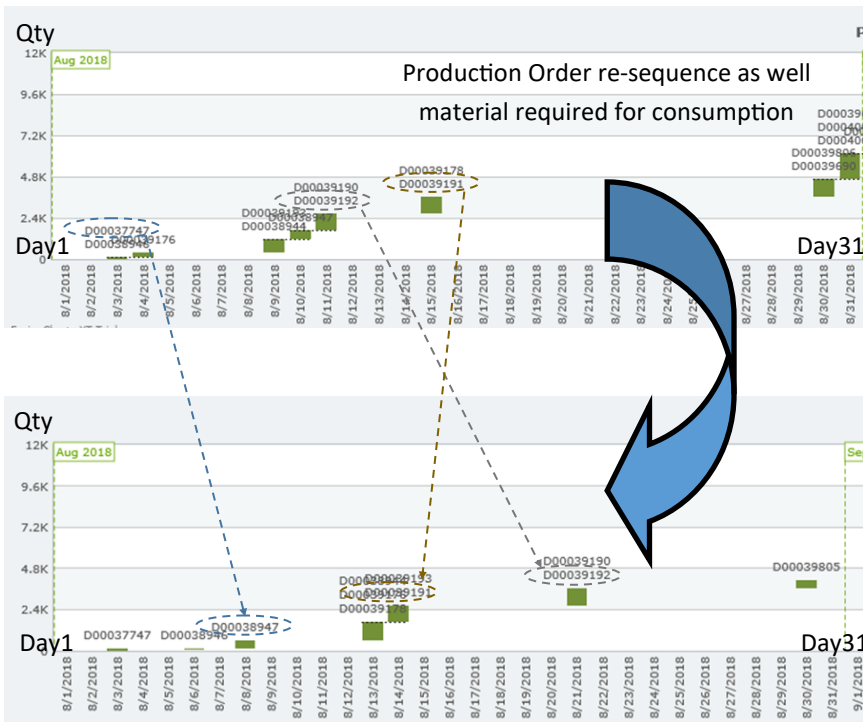 Qty
12K
Aug 2018
Production Order re-sequence as well
material required for consumption
9.6K
7.2K
4.8K
2.4K
0
D00037747
D00038946
D00039176
D00038944
D00038947
D00039190
D00039192
D00039178
D00039191
D00039806
D00039690
Day1
Day31
8/1/2018
8/2/2018
8/3/2018
8/4/2018
8/5/2018
8/6/2018
8/7/2018
8/8/2018
8/9/2018
8/10/2018
8/11/2018
8/12/2018
8/13/2018
8/14/2018
8/15/2018
8/16/2018
8/17/2018
8/18/2018
8/19/2018
8/20/2018
8/21/2018
8/22/2018
8/23/2018
8/24/2018
8/27/2018
8/28/2018
8/29/2018
8/30/2018
8/31/2018
Qty
12K
Aug 2018
Se
9.6K
7.2K
4.8K
2.4K
D00037747
D00038946
D00038947
D00039193
D00039191
D00039178
D00039190
D00039192
D00039805
Day1
Day31
8/1/2018
8/2/2018
8/3/2018
8/4/2018
8/5/2018
8/6/2018
8/7/2018
8/8/2018
8/9/2018
8/10/2018
8/11/2018
8/12/2018
8/13/2018
8/14/2018
8/15/2018
8/16/2018
8/17/2018
8/18/2018
8/19/2018
8/20/2018
8/21/2018
8/22/2018
8/23/2018
8/24/2018
8/25/2018
8/26/2018
8/27/2018
8/28/2018
8/29/2018
8/30/2018
8/31/2018
9/1/2018